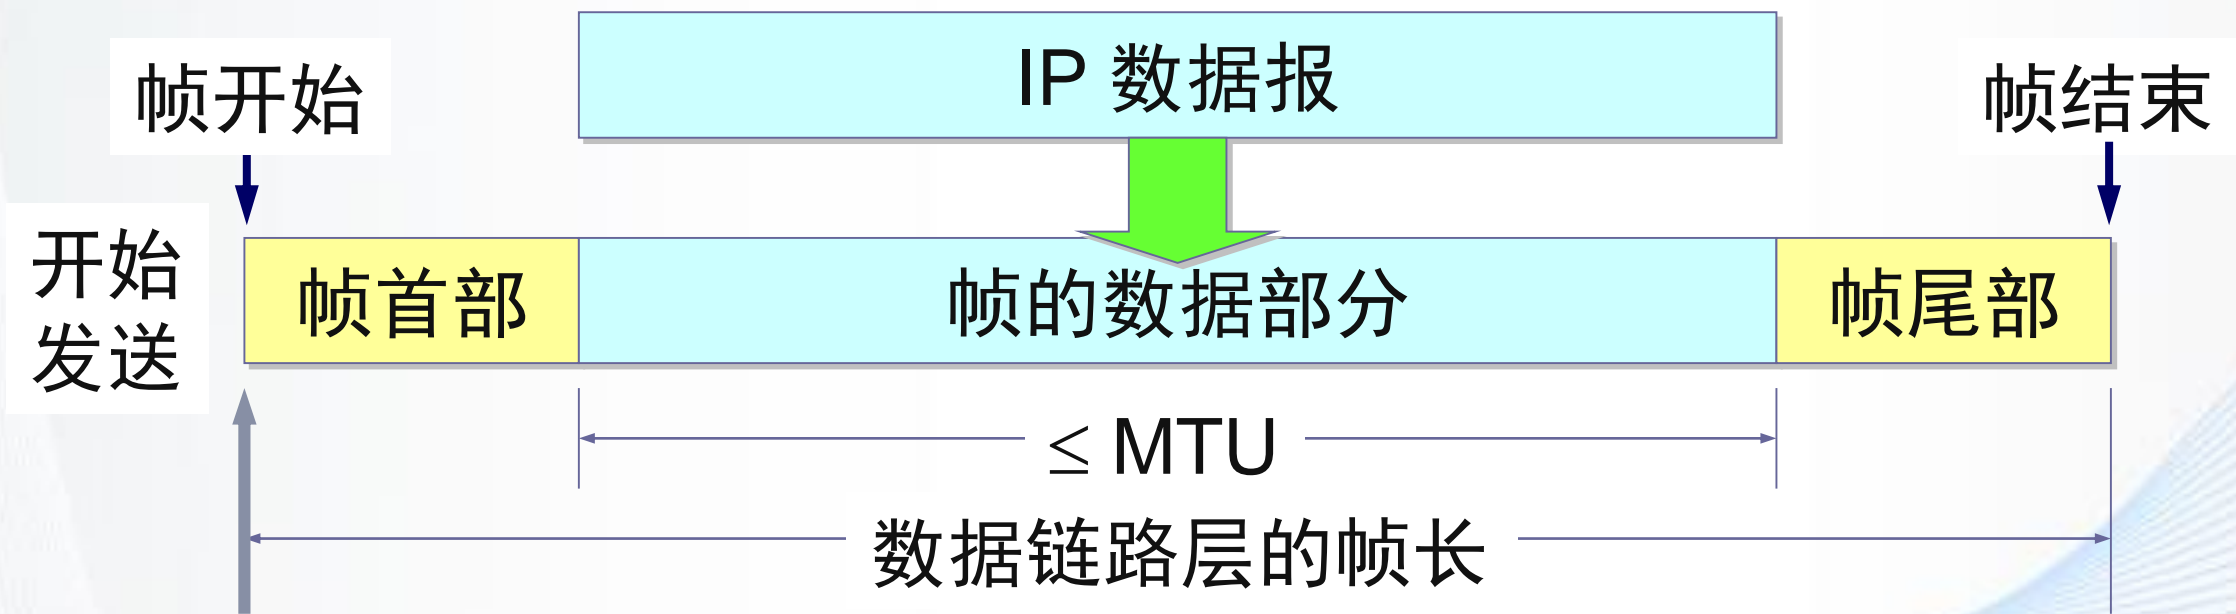 IP 数据报
帧开始
帧结束
开始
发送
帧首部
帧的数据部分
帧尾部
≤ MTU
数据链路层的帧长